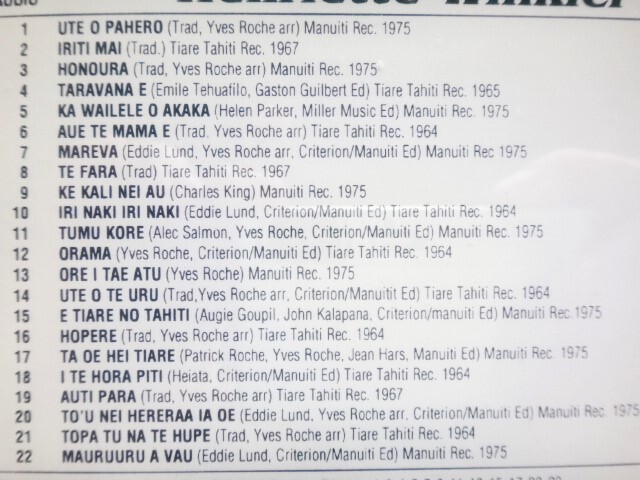 AUDIO
Henriette Winkler
1 UTE O PAHERO (Trad, Yves Roche arr) Manuiti Rec. 1975
2 IRITI MAI (Trad.) Tiare Tahiti Rec. 1967
3 HONOURA (Trad, Yves Roche arr) Manuiti Rec. 1975
4 TARAVANA E (Emile Tehuafilo, Gaston Guilbert Ed) Tiare Tahiti Rec. 1965
5 KA WAILELE O AKAKA (Helen Parker, Miller Music Ed) Manuiti Rec. 1975
6 AUE TE MAMA E (Trad. Yves Roche arr) Tiare Tahiti Rec. 1964
7 MAREVA (Eddie Lund, Yves Roche arr, Criterion/Manuiti Ed) Manuiti Rec 1975
8 TE FARA (Trad) Tiare Tahiti Rec. 1967
9 KE KALI NEI AU (Charles King) Manuiti Rec. 1975
10 IRI NAKI IRI NAKI (Eddie Lund, Criterion/Manuiti Ed) Tiare Tahiti Rec. 1964
11 TUMU KORE (Alec Salmon, Yves Roche, Criterion/Manuiti Ed) Manuiti Rec. 1975
12 ORAMA (Yves Roche, Criterion/Manuiti Ed) Tiare Tahiti Rec. 1964
13 ORE I TAE ATU (Yves Roche) Manuiti Rec. 1975
14 UTE O TE URU (Trad,Yves Roche arr, Criterion/Manuitit Ed) Tiare Tahiti Rec. 1964
15 E TIARE NO TAHITI (Augie Goupil, John Kalapana, Criterion/manuiti Ed) Manuiti Rec. 1975
16 HOPERE (Trad, Yves Roche arr) Tiare Tahiti Rec. 1964
17 TA OE HEI TIARE (Patrick Roche, Yves Roche, Jean Hars, Manuiti Ed) Manuiti Rec. 1975
18 I TE HORA PITI (Heiata, Criterion/Manuiti Ed) Tiare Tahiti Rec. 1964
19 AUTI PARA (Trad, Yves Roche arr) Tiare Tahiti Rec. 1967
20 TO'U NEI HERERAA IA OE (Eddie Lund, Yves Roche arr, Criterion/Manuiti Ed) Manuiti Rec. 1975
21 TOPA TU NA TE HUPE (Trad, Yves Roche arr) Tiare Tahiti Rec. 1964
22 MAURUURU A VAU (Eddie Lund, Criterion/Manuiti Ed) Manuiti Rec. 1975